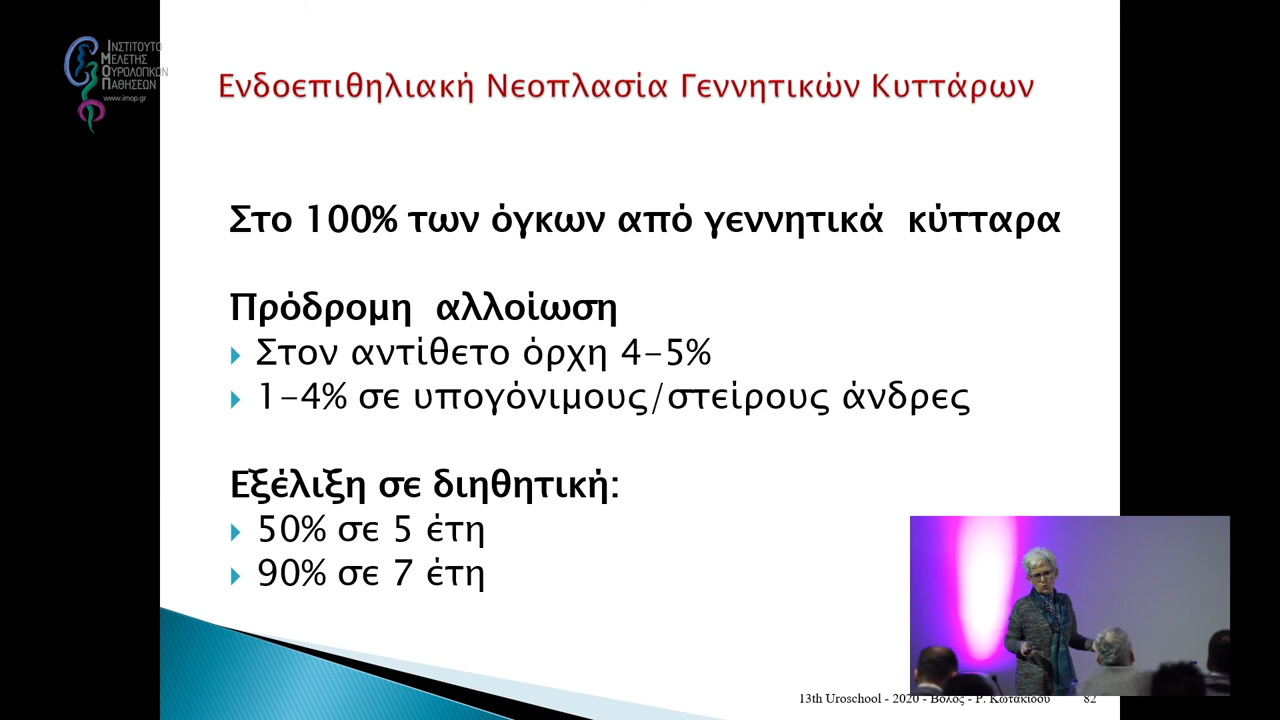 ΙΝΣΤΙΤΟΥΤΟ
ΜΕΛΕΤΗΣ
ΟΥΡΟΛΟΓΙΚΩΝ
ΠΑΘΗΣΕΩΝ
www.imop.gr
Ενδοεπιθηλιακή Νεοπλασία Γεννητικών Κυττάρων
Στο 100% των όγκων από γεννητικά κύτταρα
Πρόδρομη αλλοίωση
Στον αντίθετο όρχη 4-5%
1-4% σε υπογόνιμους/στείρους άνδρες
Εξέλιξη σε διηθητική:
50% σε 5 έτη
90% σε 7 έτη
13th Uroschool - 2020 - Βόλος - Ρ. Κωτακίδου 82